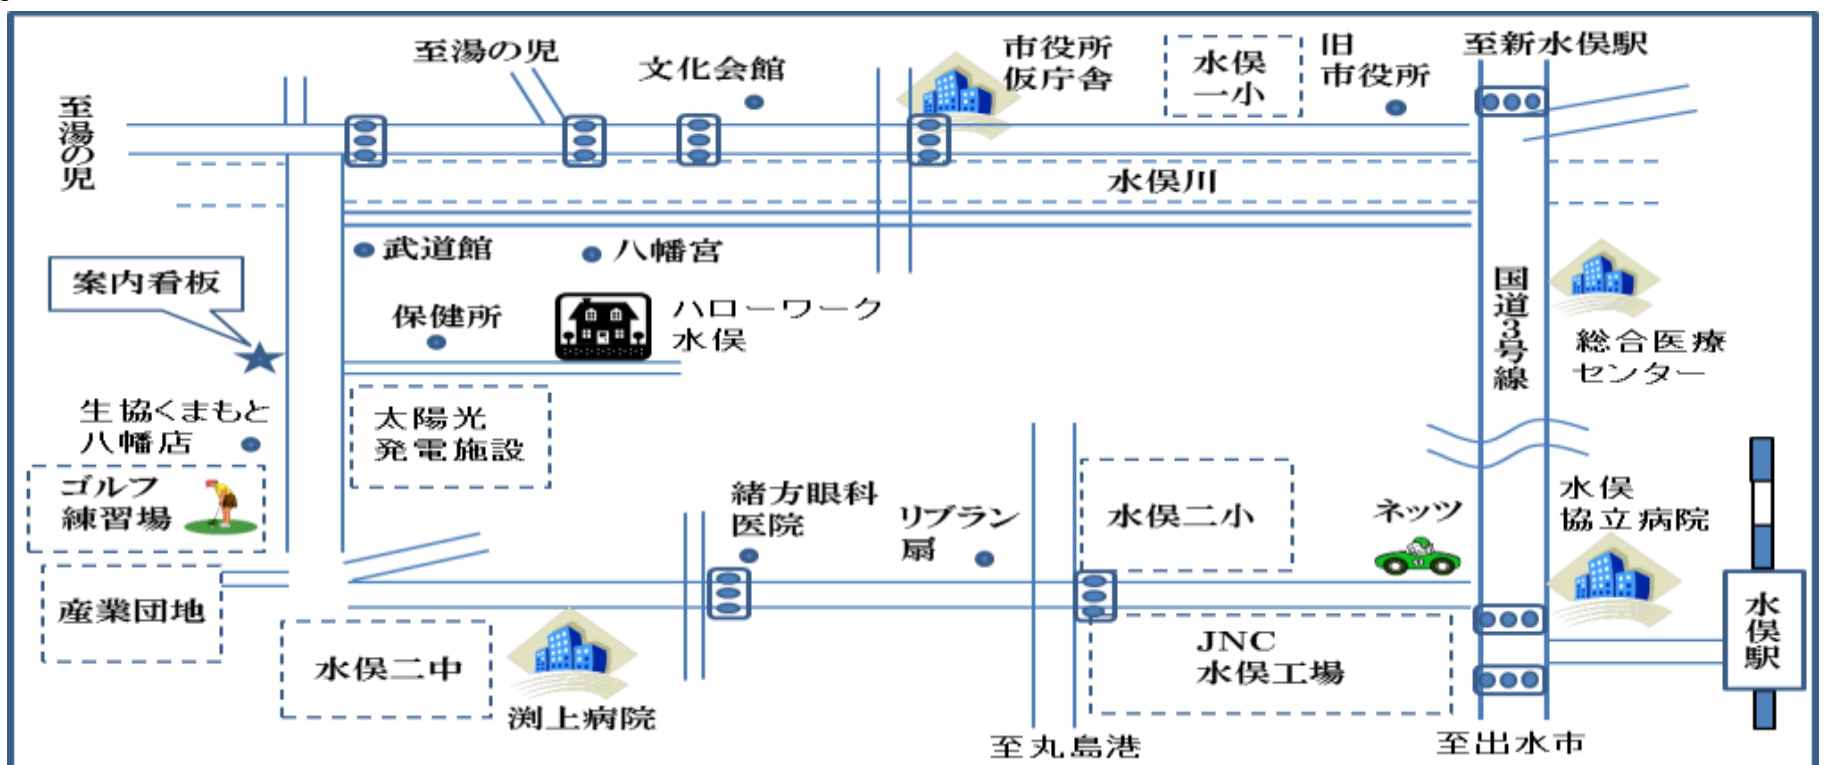 至湯の児
至湯の児
文化会館
市役所
仮庁舎
水俣
一小
旧
市役所
至新水俣駅
水俣川
武道館
八幡宮
案内看板
保健所
ハローワーク
水俣
国道3号線
総合医療
センター
生協くまもと
八幡店
太陽光
発電施設
ゴルフ
練習場
緒方眼科
医院
リブラン
扇
水俣二小
ネッツ
水俣
協立病院
産業団地
水俣二中
渕上病院
JNC
水俣工場
水俣駅
至丸島港
至出水市